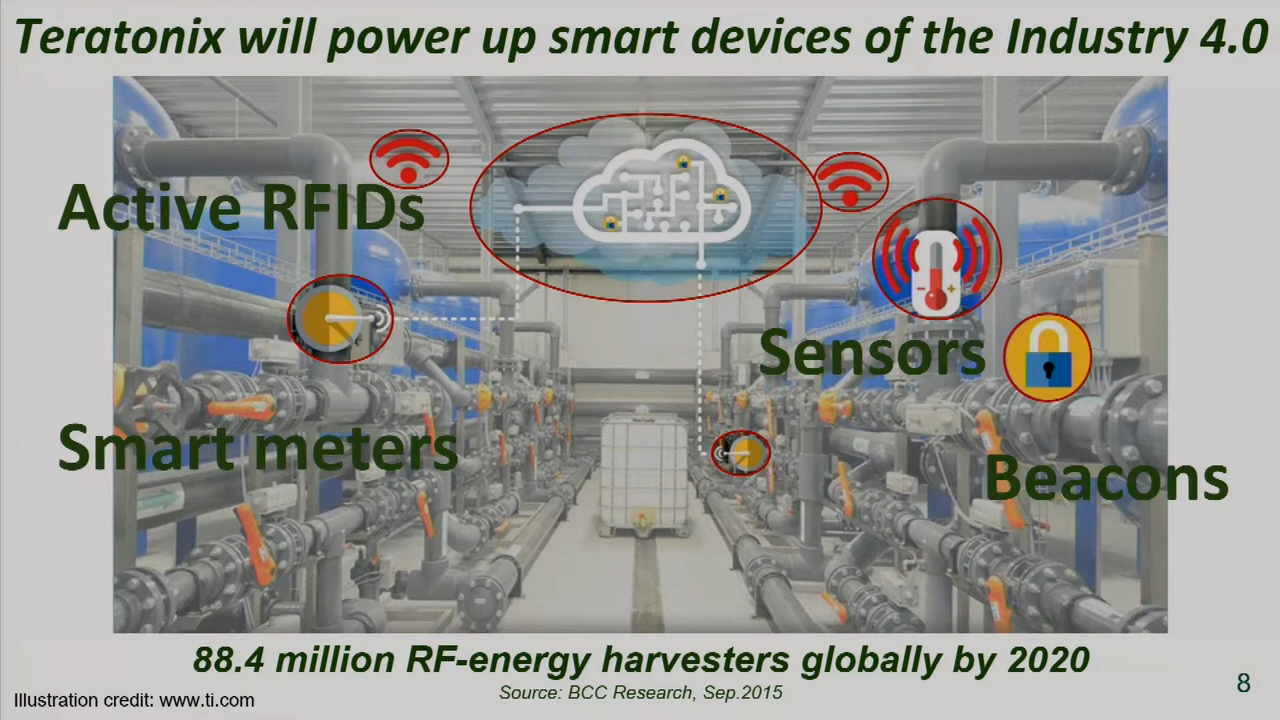 Teratonix will power up smart devices of the Industry 4.0
Active RFIDs
Sensors
Smart meters
Beacons
88.4 million RF-energy harvesters globally by 2020
Source: BCC Research, Sep.2015
Illustration credit: www.ti.com
8